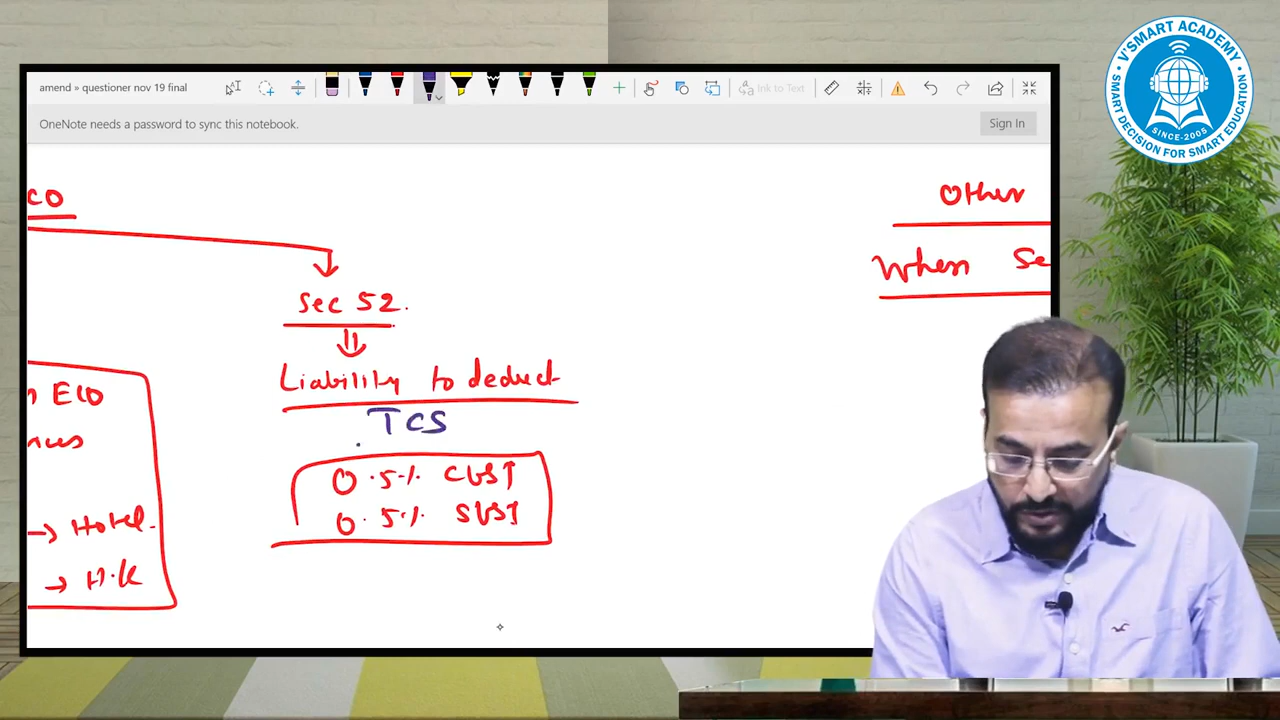 amend » questioner nov 19 final
Ink to Text
OneNote needs a password to sync this notebook.
Sign In
V'SMART ACADEMY
SINCE-2005
SMART DECISION FOR SMART EDUCATION
CO
Sec 52.
Liability to deduct
TCS
0.5% CGST
0.5% SGST
ECO
→ Hotel.
→ H.K
Other
When Se